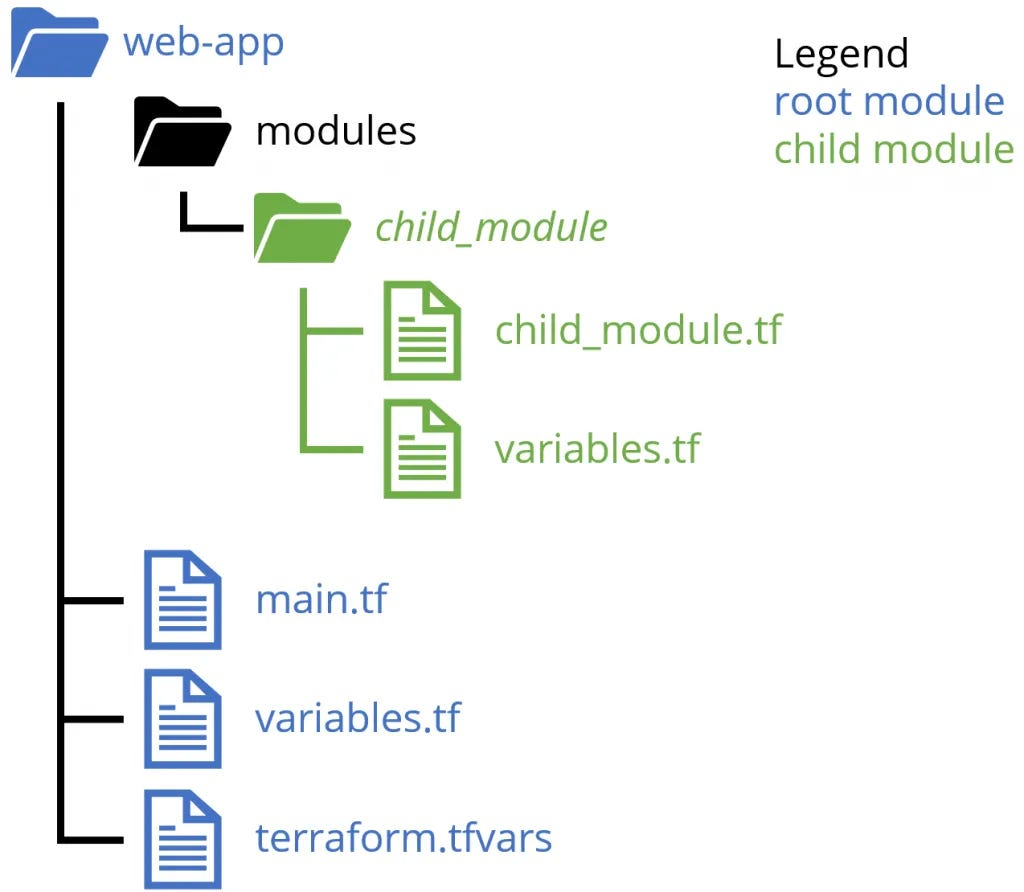 web-app
Legend
root module
child module
modules
child_module
child_module.tf
variables.tf
main.tf
variables.tf
terraform.tfvars